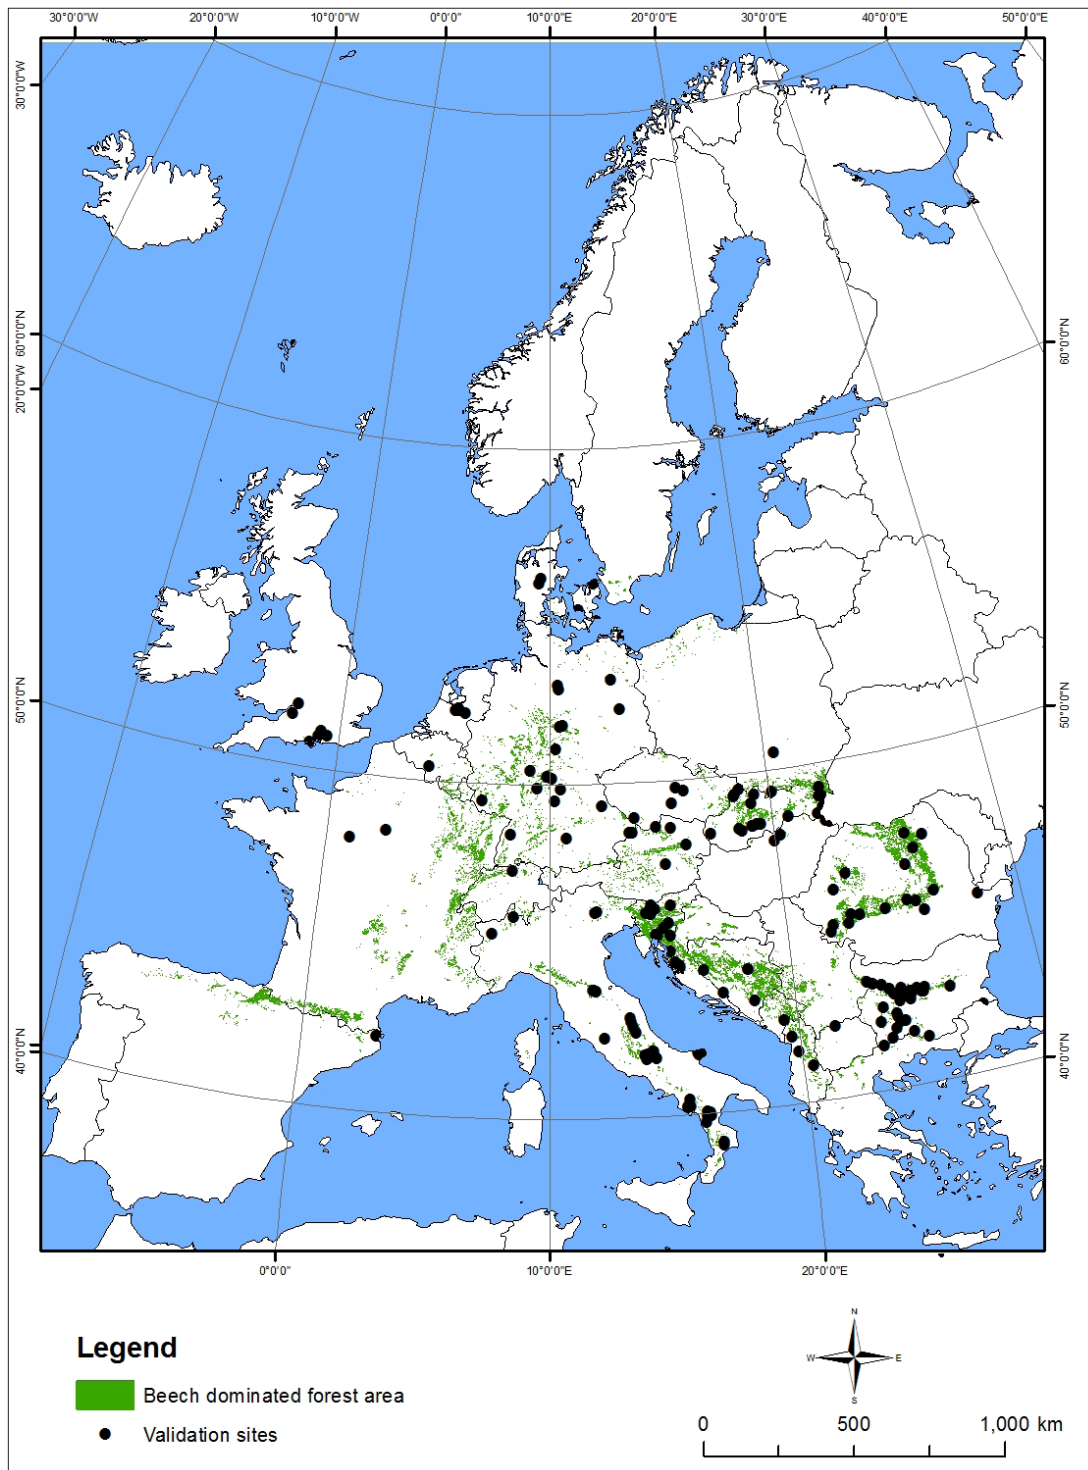 30°0'0"W 20°0'0"W 10°0'0"W 0°0'0" 10°0'0"E 20°0'0"E 30°0'0"E 40°0'0"E 50°0'0"E
30°0'0"W
60°0'0"N
20°0'0"W
60°0'0"N
50°0'0"N
50°0'0"N
40°0'0"N
40°0'0"N
0°0'0" 10°0'0"E 20°0'0"E
Legend
Beech dominated forest area
Validation sites
N
W E
S
0 500 1,000 km